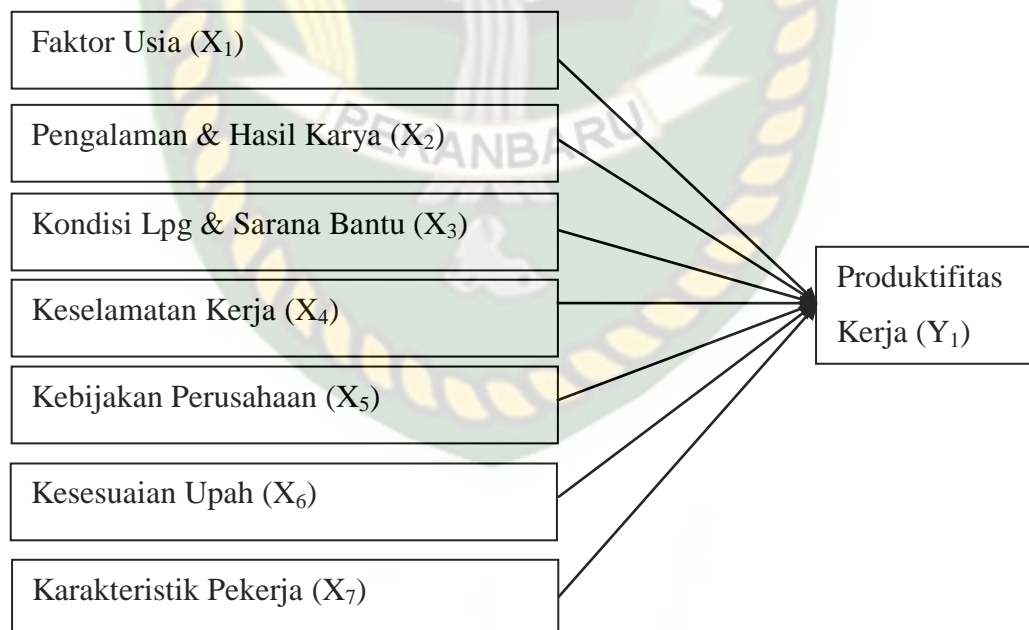 Faktor Usia (X₁)
PEKANBARU
Pengalaman & Hasil Karya (X₂)
Kondisi Lpg & Sarana Bantu (X₃)
Keselamatan Kerja (X₄)
Kebijakan Perusahaan (X₅)
Kesesuaian Upah (X₆)
Karakteristik Pekerja (X₇)
Produktifitas
Kerja (Y₁)